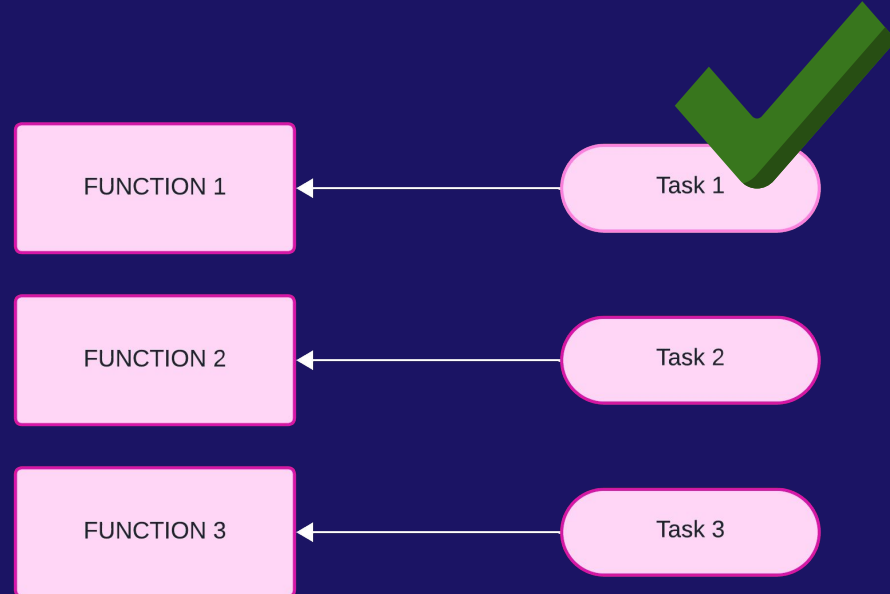 FUNCTION 1
Task 1
FUNCTION 2
Task 2
FUNCTION 3
Task 3